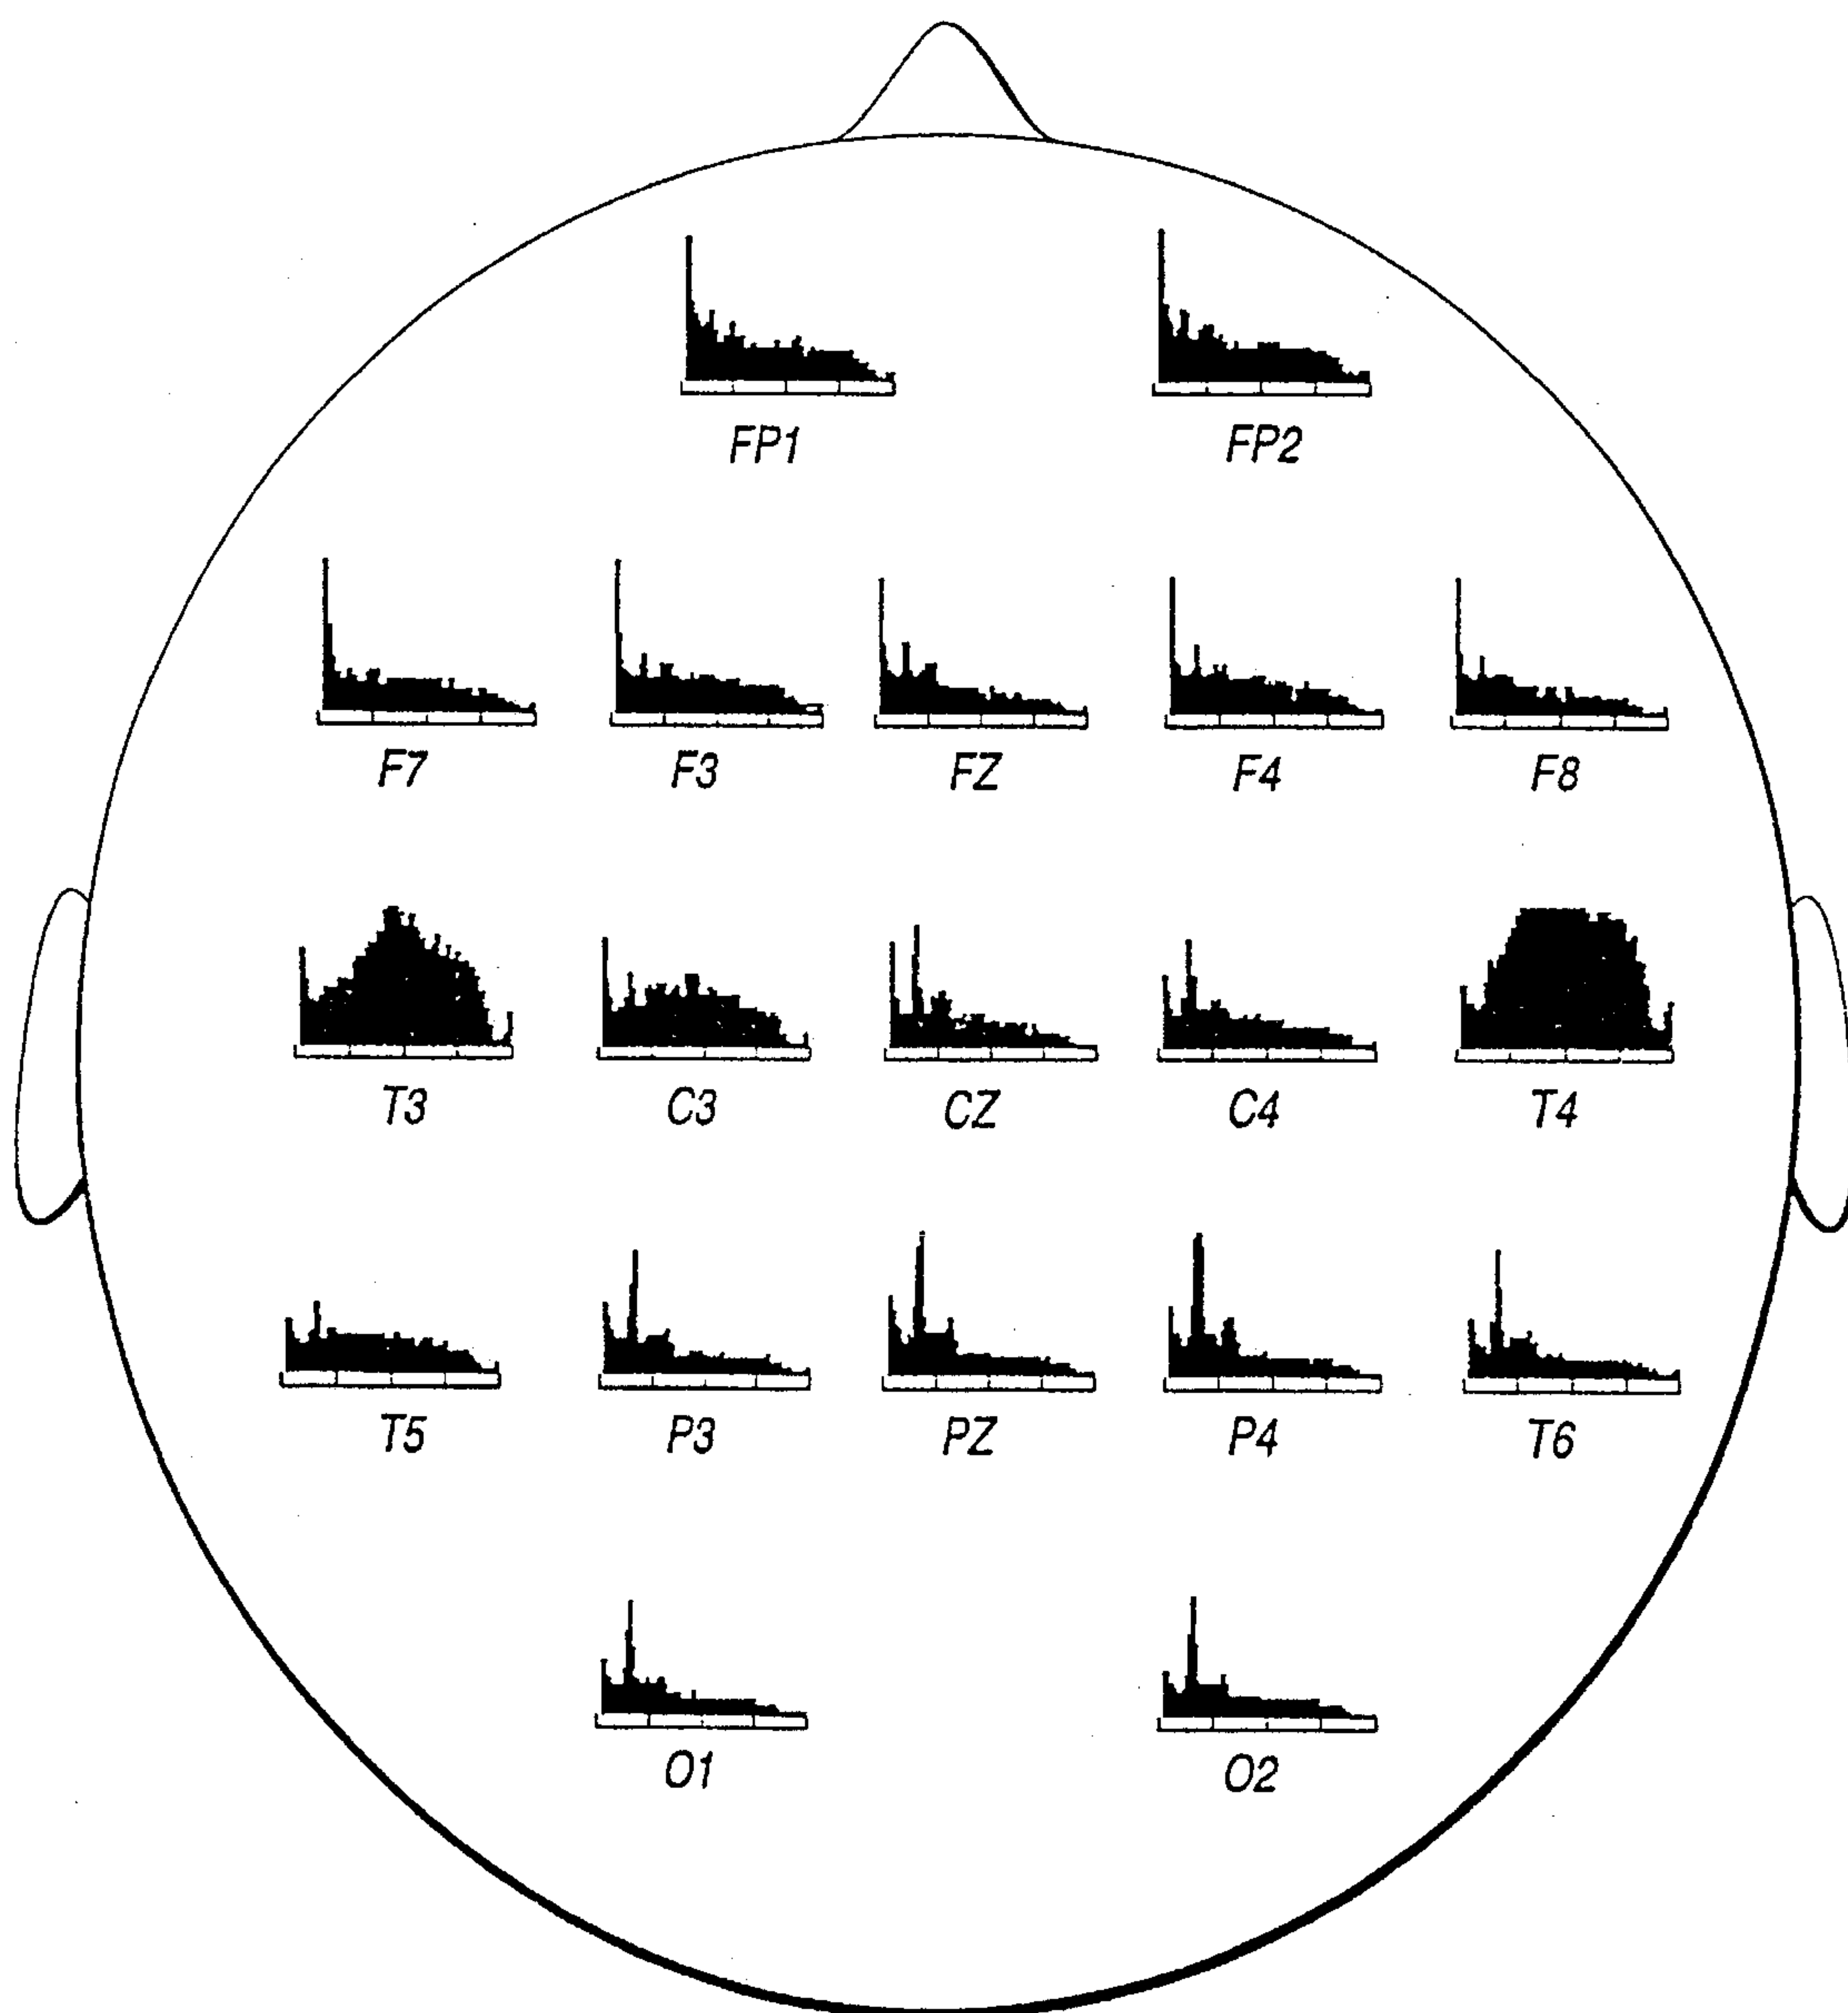 FP1 FP2
F7 F3 FZ F4 F8
T3 C3 CZ C4 T4
T5 P3 PZ P4 T6
O1 O2